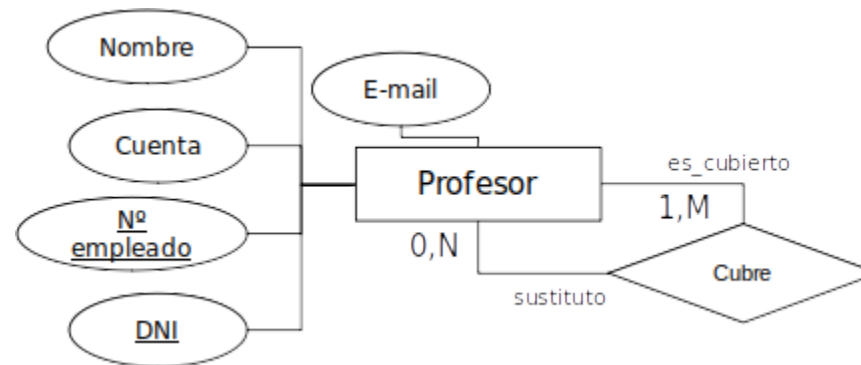 Nombre
E-mail
Cuenta
Profesor
es_cubierto
1,M
Nº
empleado
0,N
Cubre
sustituto
DNI